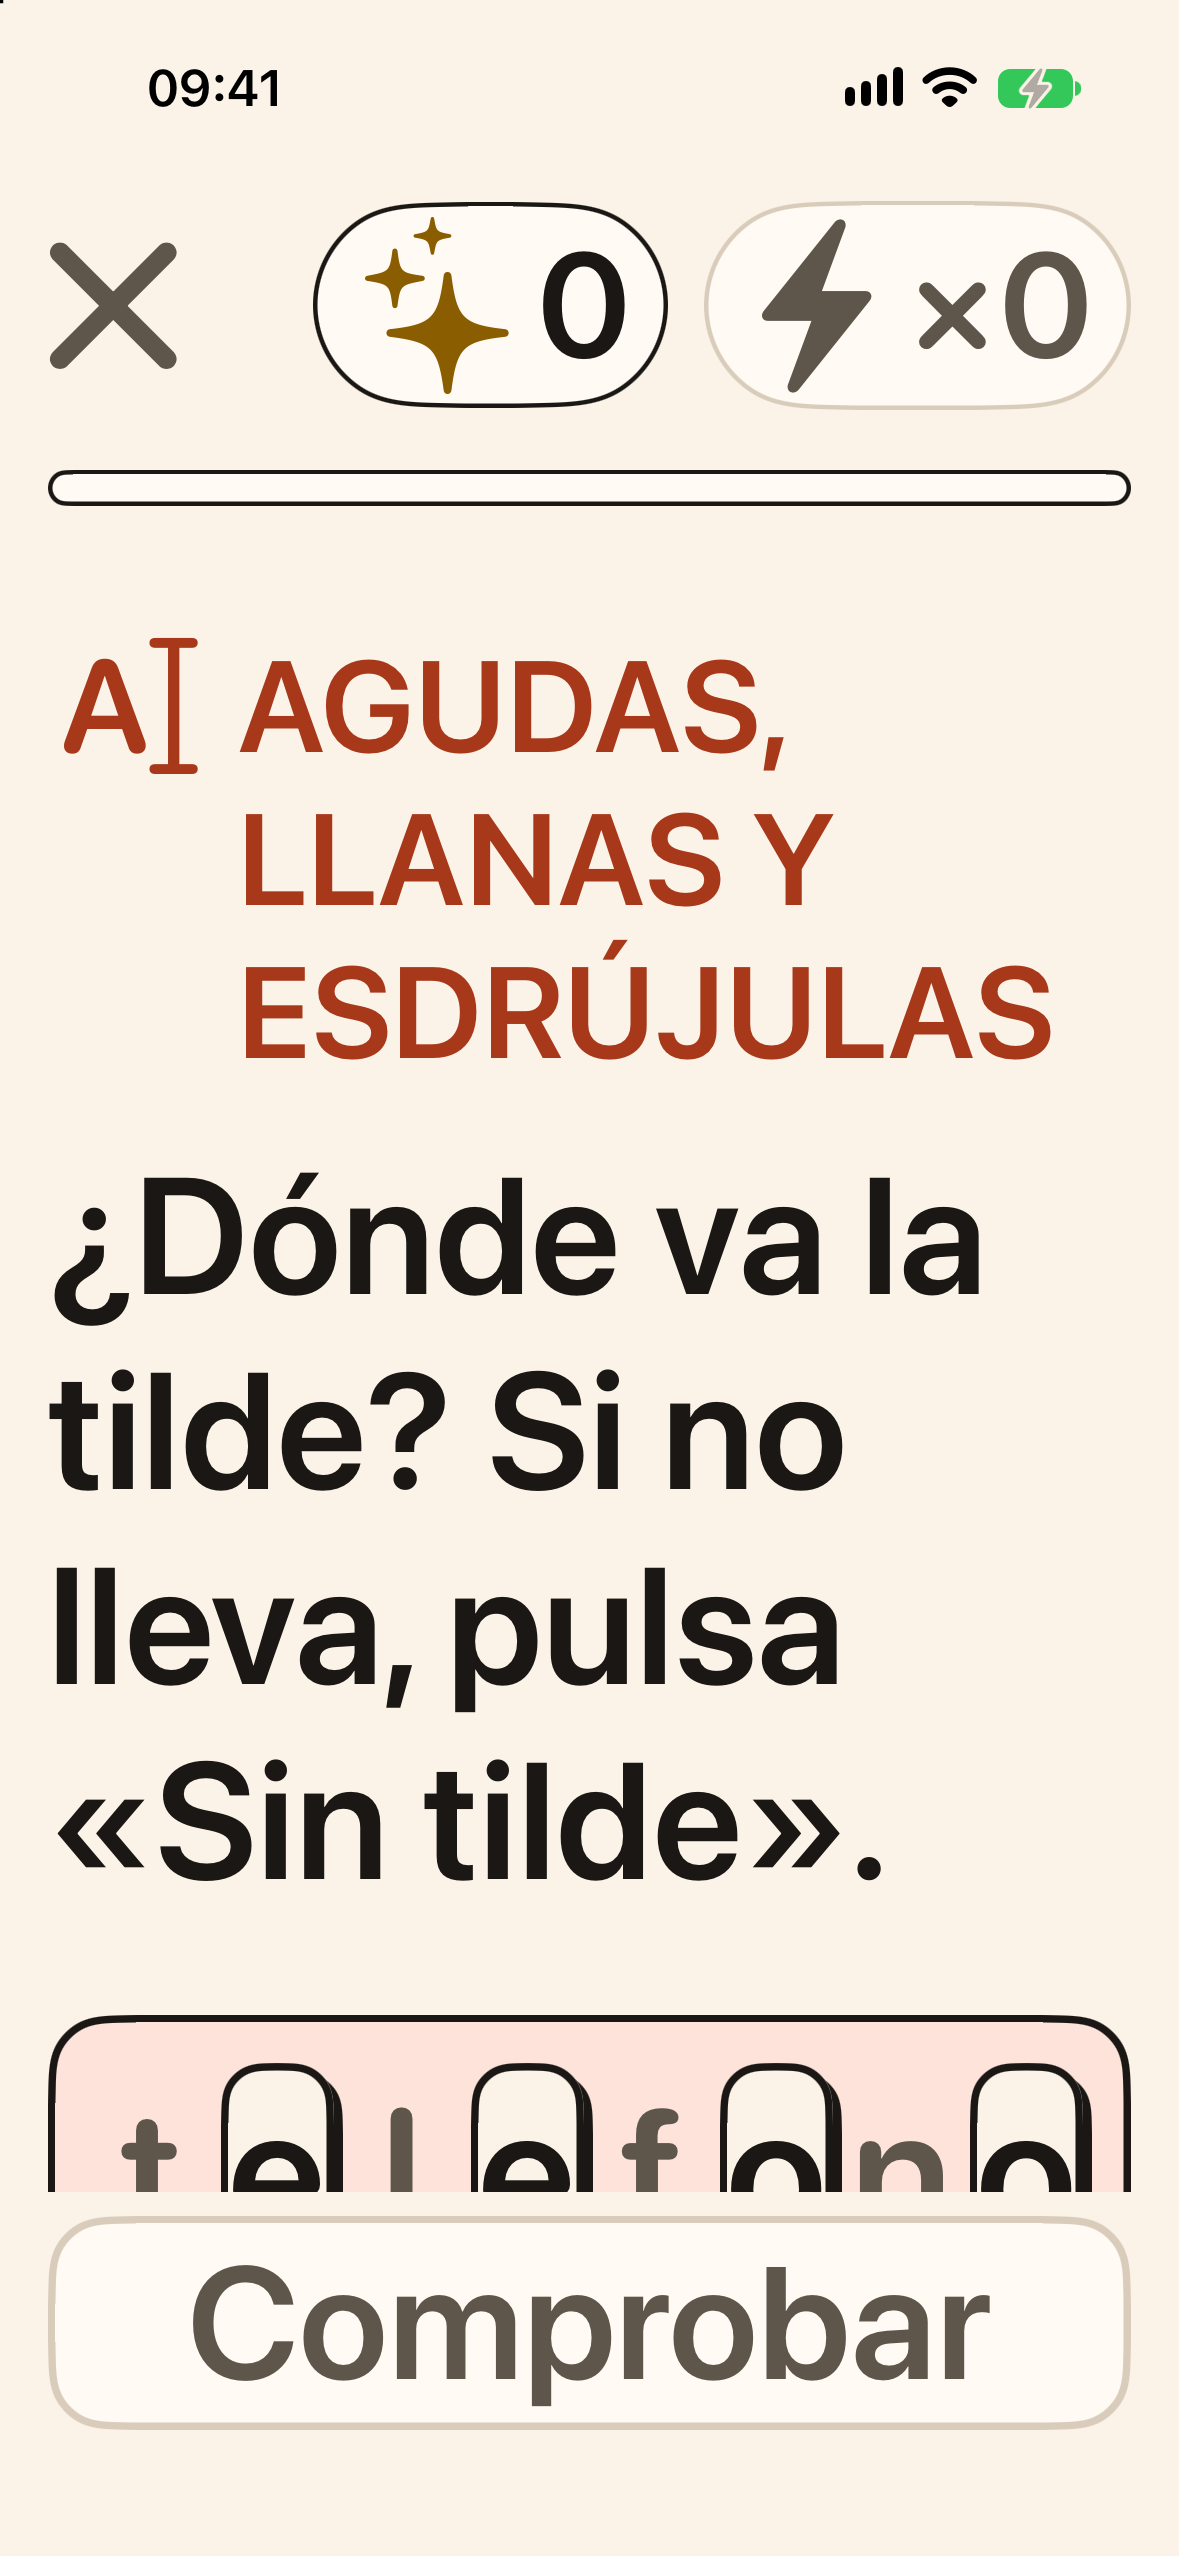 09:41
0
×0
AGUDAS,
LLANAS Y
ESDRÚJULAS
¿Dónde va la
tilde? Si no
lleva, pulsa
«Sin tilde».
t e l e f o n o
Comprobar